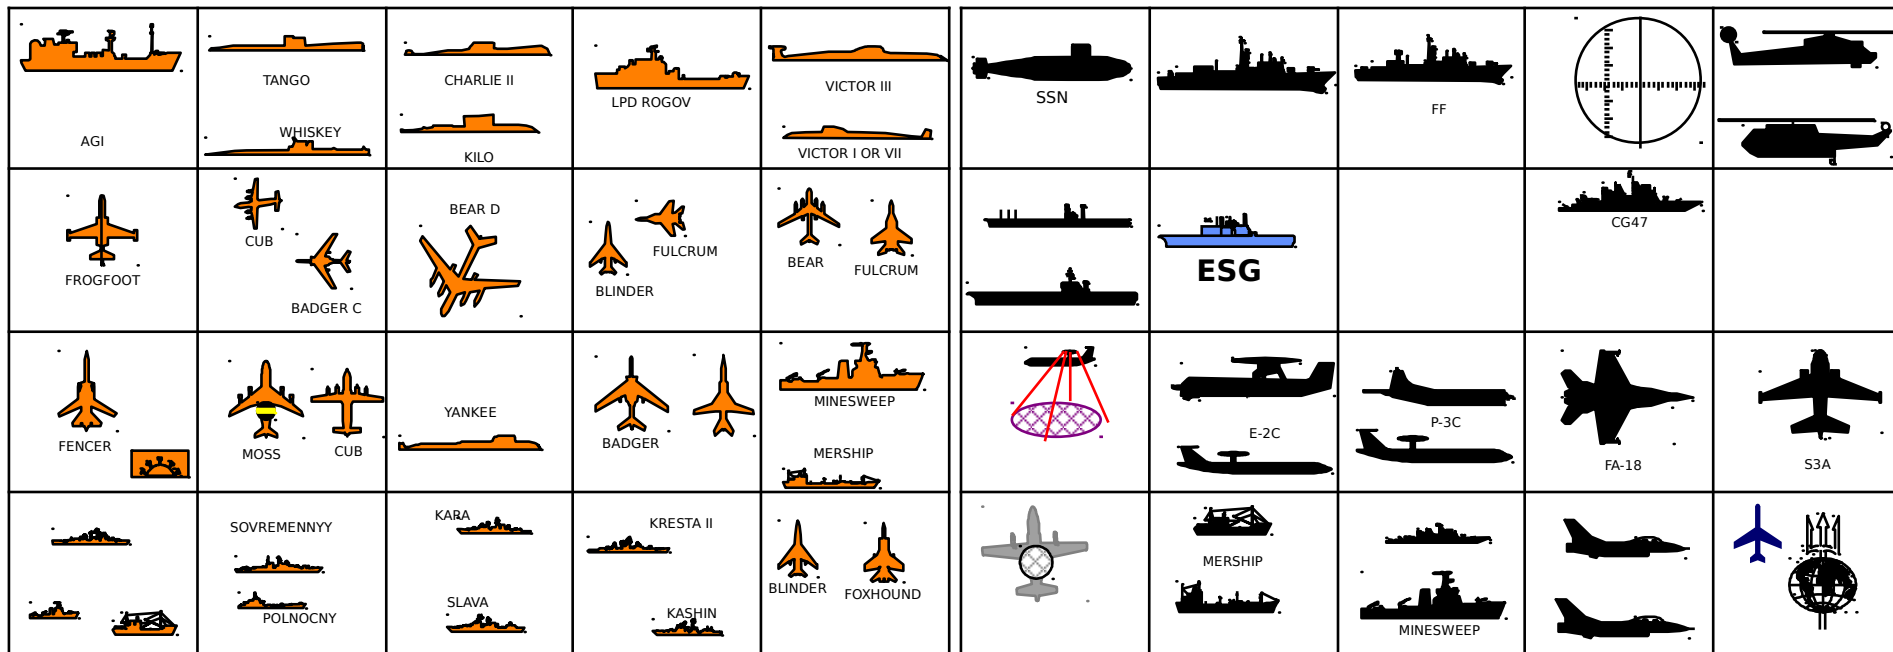 AGI
TANGO
WHISKEY
CHARLIE II
KILO
LPD ROGOV
VICTOR III
VICTOR I OR VII
SSN
FF
FROGFOOT
CUB
BADGER C
BEAR D
BLINDER
FULCRUM
BEAR
FULCRUM
ESG
CG47
FENCER
MOSS
CUB
YANKEE
BADGER
MINESWEEP
MERSHIP
E-2C
P-3C
FA-18
S3A
SOVREMENNYY
POLNOCNY
KARA
SLAVA
KRESTA II
KASHIN
BLINDER
FOXHOUND
MERSHIP
MINESWEEP